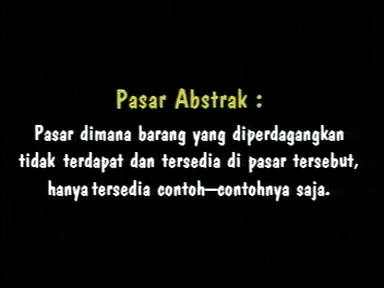 Pasar Abstrak :
Pasar dimana barang yang diperdagangkan
tidak terdapat dan tersedia di pasar tersebut,
hanya tersedia contoh–contohnya saja.